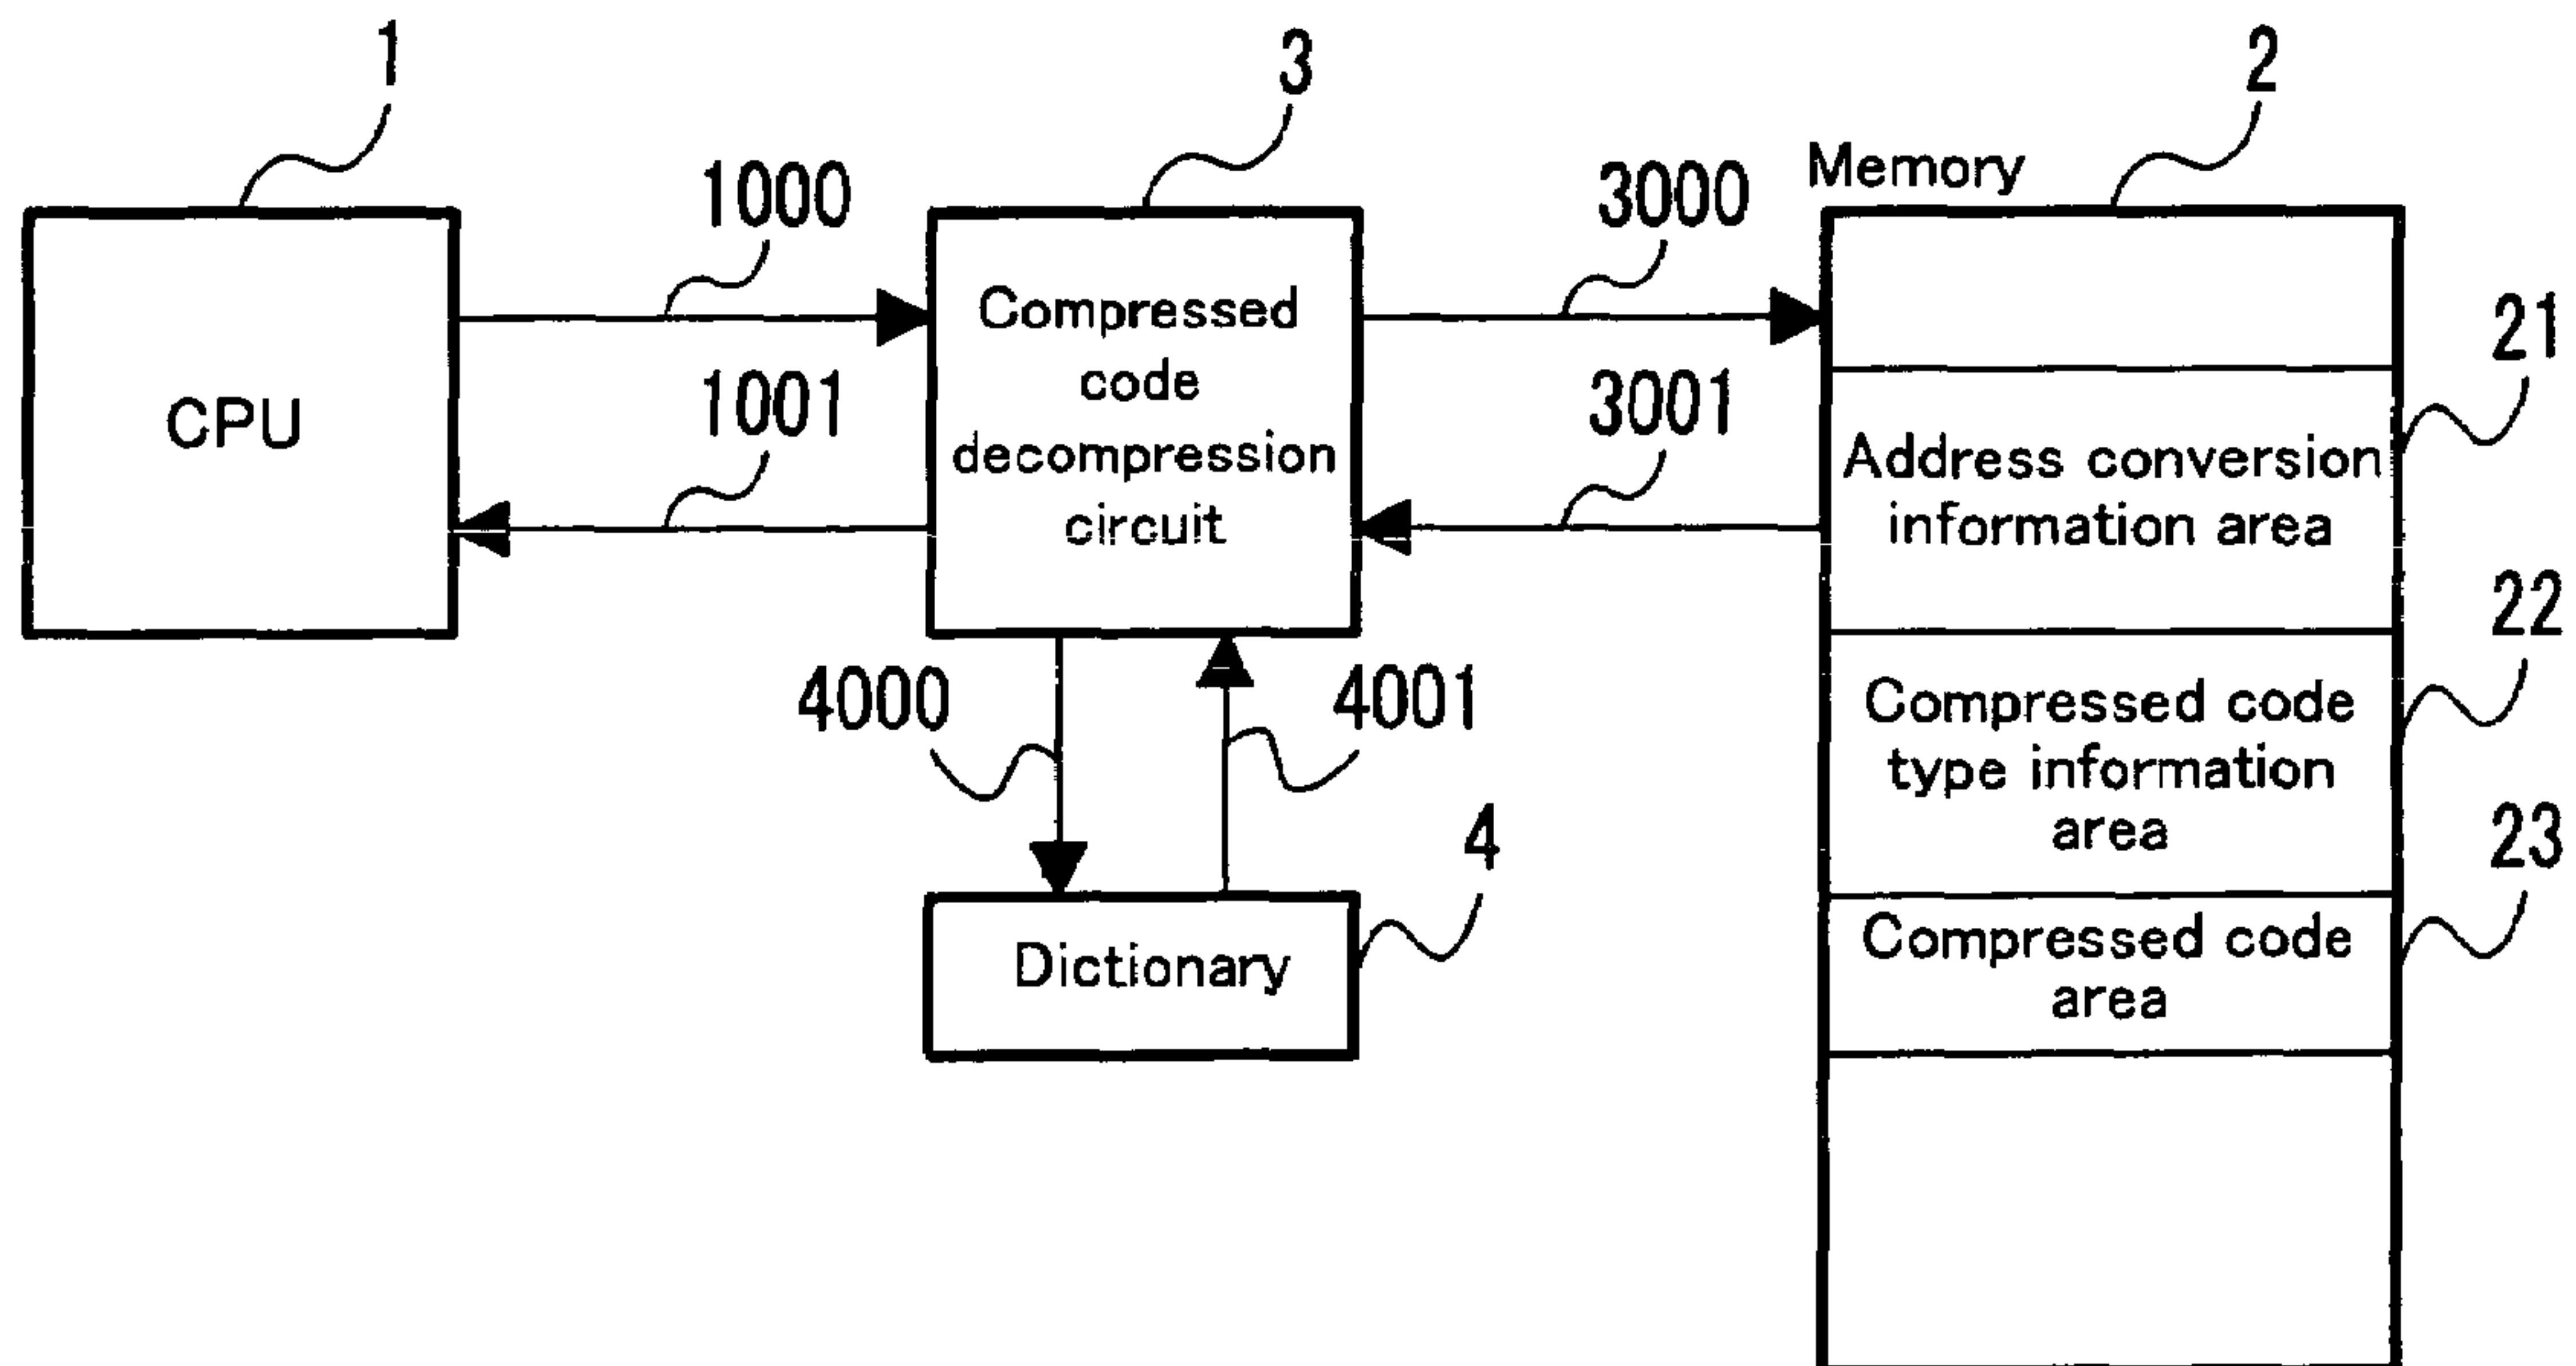 1
3
2
Memory
1000
3000
CPU
Compressed
code
decompression
circuit
1001
3001
21
Address conversion
information area
22
4000
4001
Compressed code
type information
area
4
23
Dictionary
Compressed code
area